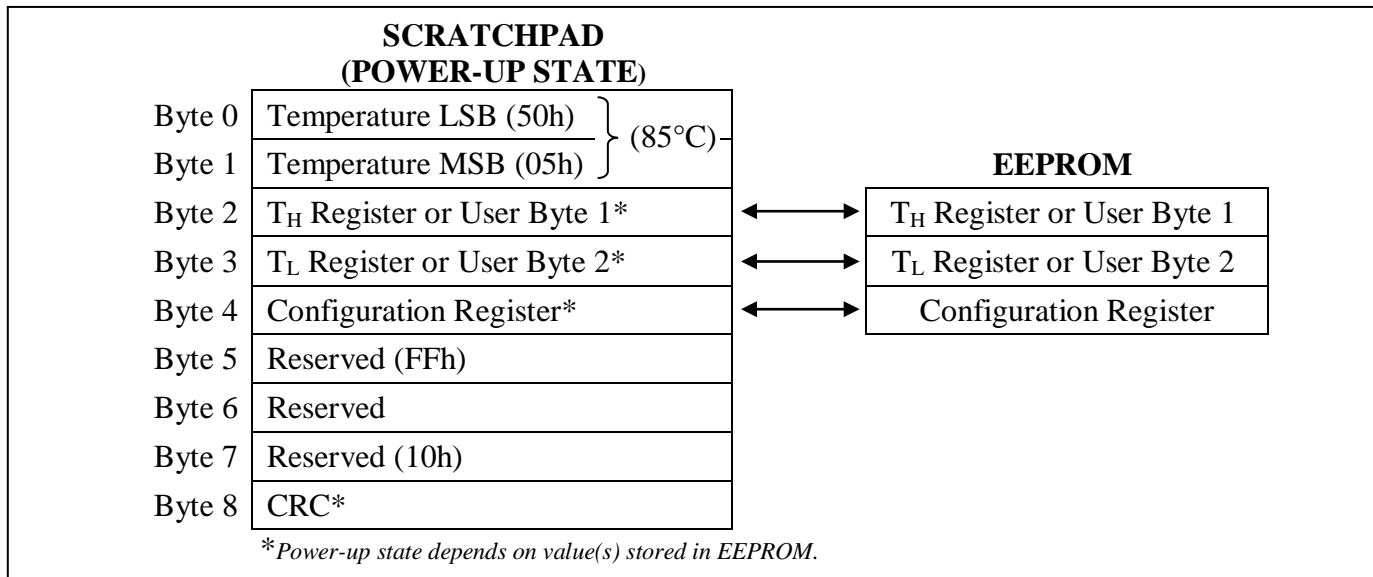 SCRATCHPAD
(POWER-UP STATE)
Byte 0 Temperature LSB (50h)
(85°C)
Byte 1 Temperature MSB (05h)
EEPROM
Byte 2 TH Register or User Byte 1* TH Register or User Byte 1
Byte 3 TL Register or User Byte 2* TL Register or User Byte 2
Byte 4 Configuration Register* Configuration Register
Byte 5 Reserved (FFh)
Byte 6 Reserved
Byte 7 Reserved (10h)
Byte 8 CRC*
*Power-up state depends on value(s) stored in EEPROM.